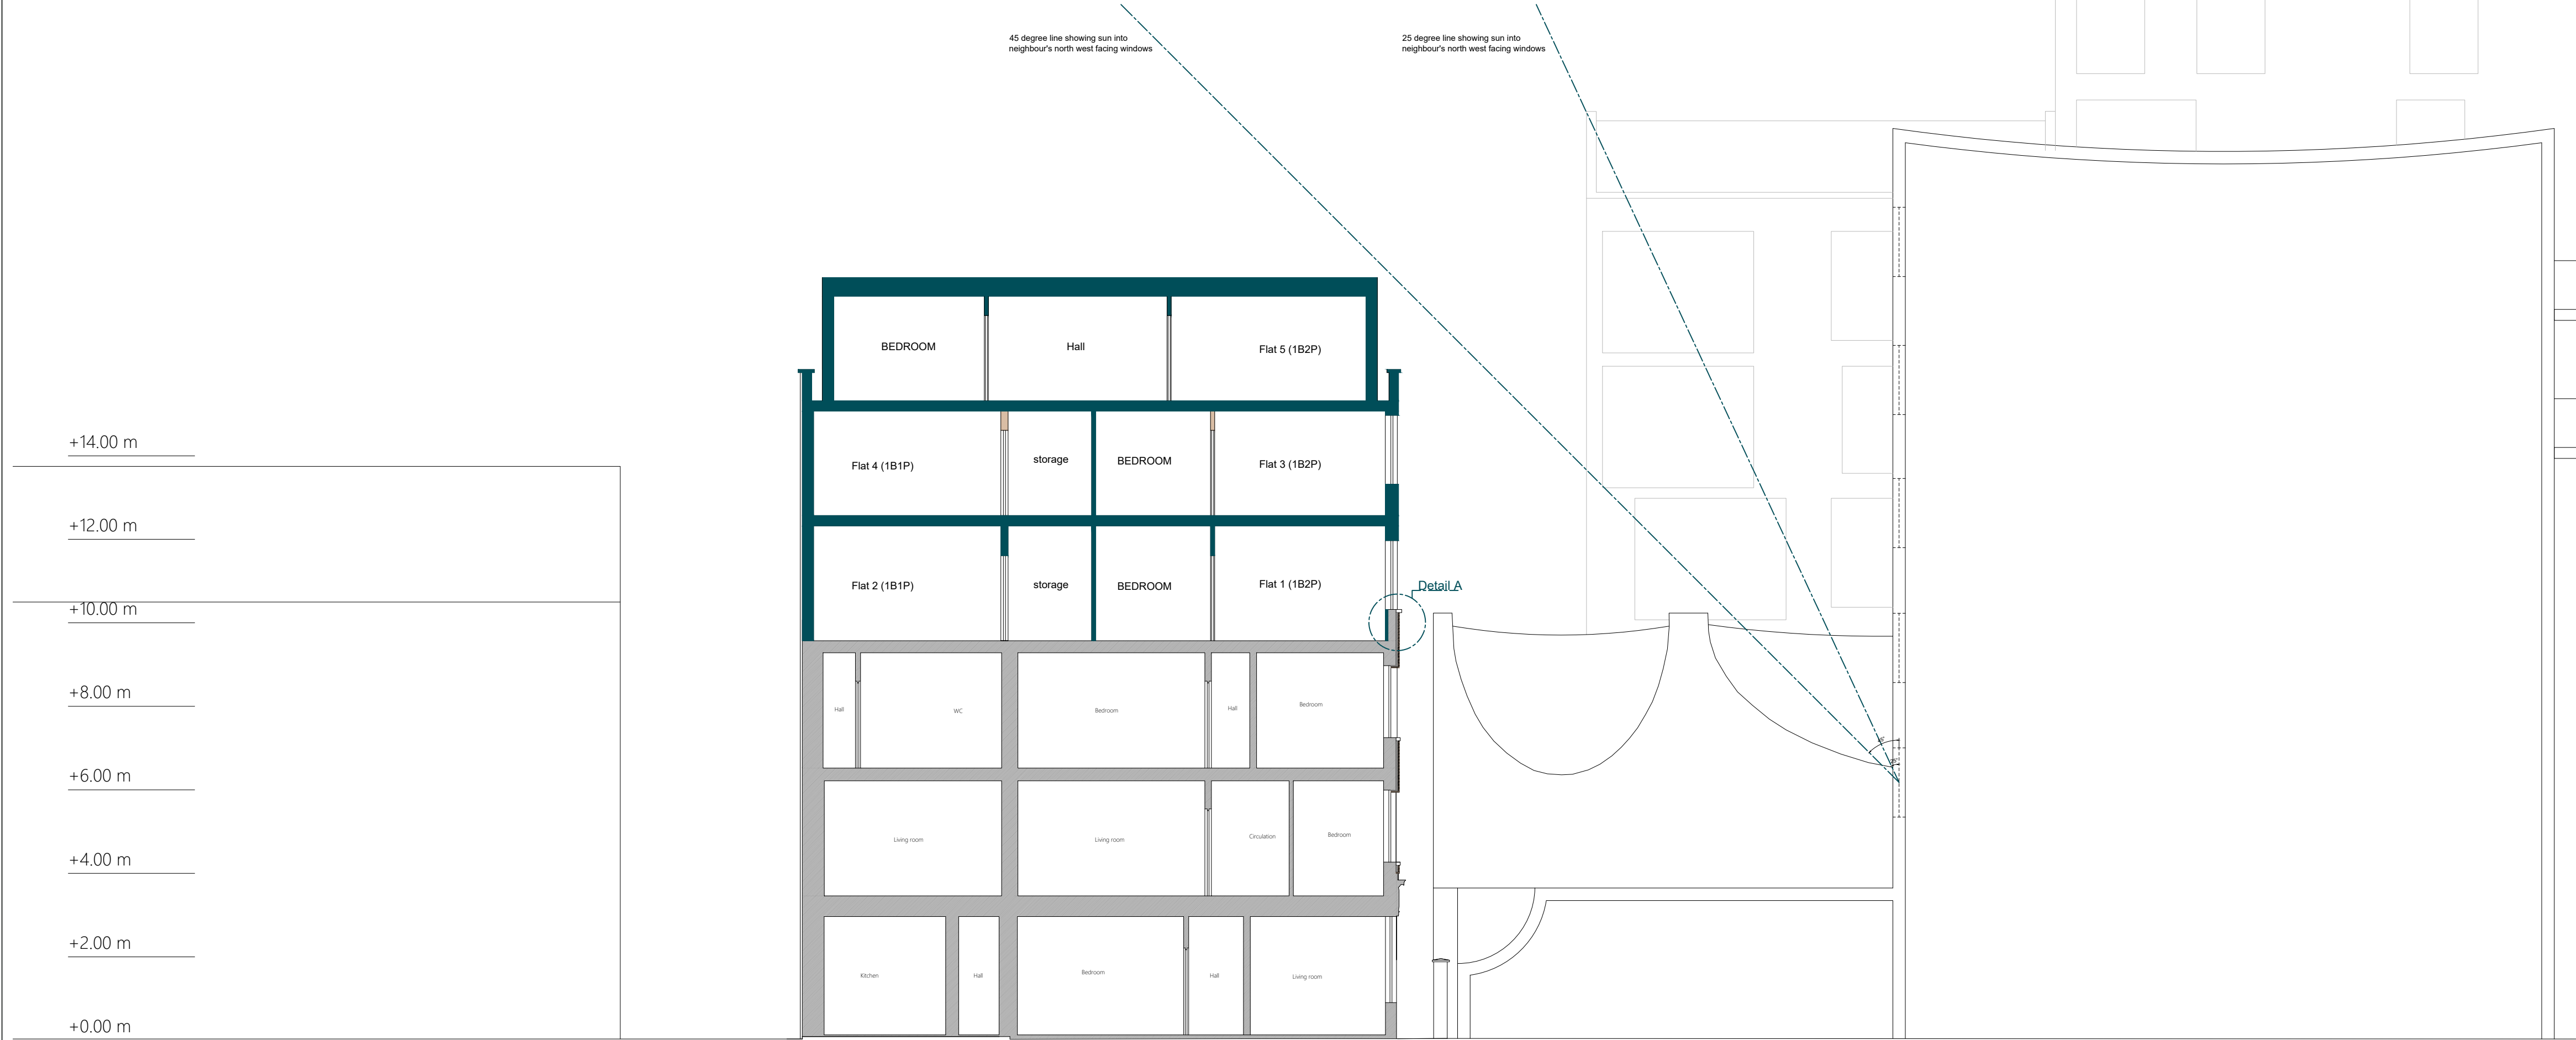 45 degree line showing sun into
neighbour's north west facing windows
25 degree line showing sun into
neighbour's north west facing windows
BEDROOM
Hall
Flat 5 (1B2P)
+14.00 m
Flat 4 (1B1P)
storage
BEDROOM
Flat 3 (1B2P)
+12.00 m
Flat 2 (1B1P)
storage
BEDROOM
Flat 1 (1B2P)
Detail A
+10.00 m
+8.00 m
Hall
WC
Bedroom
Hall
Bedroom
+6.00 m
+4.00 m
Living room
Living room
Circulation
Bedroom
+2.00 m
Kitchen
Hall
Bedroom
Hall
Living room
+0.00 m